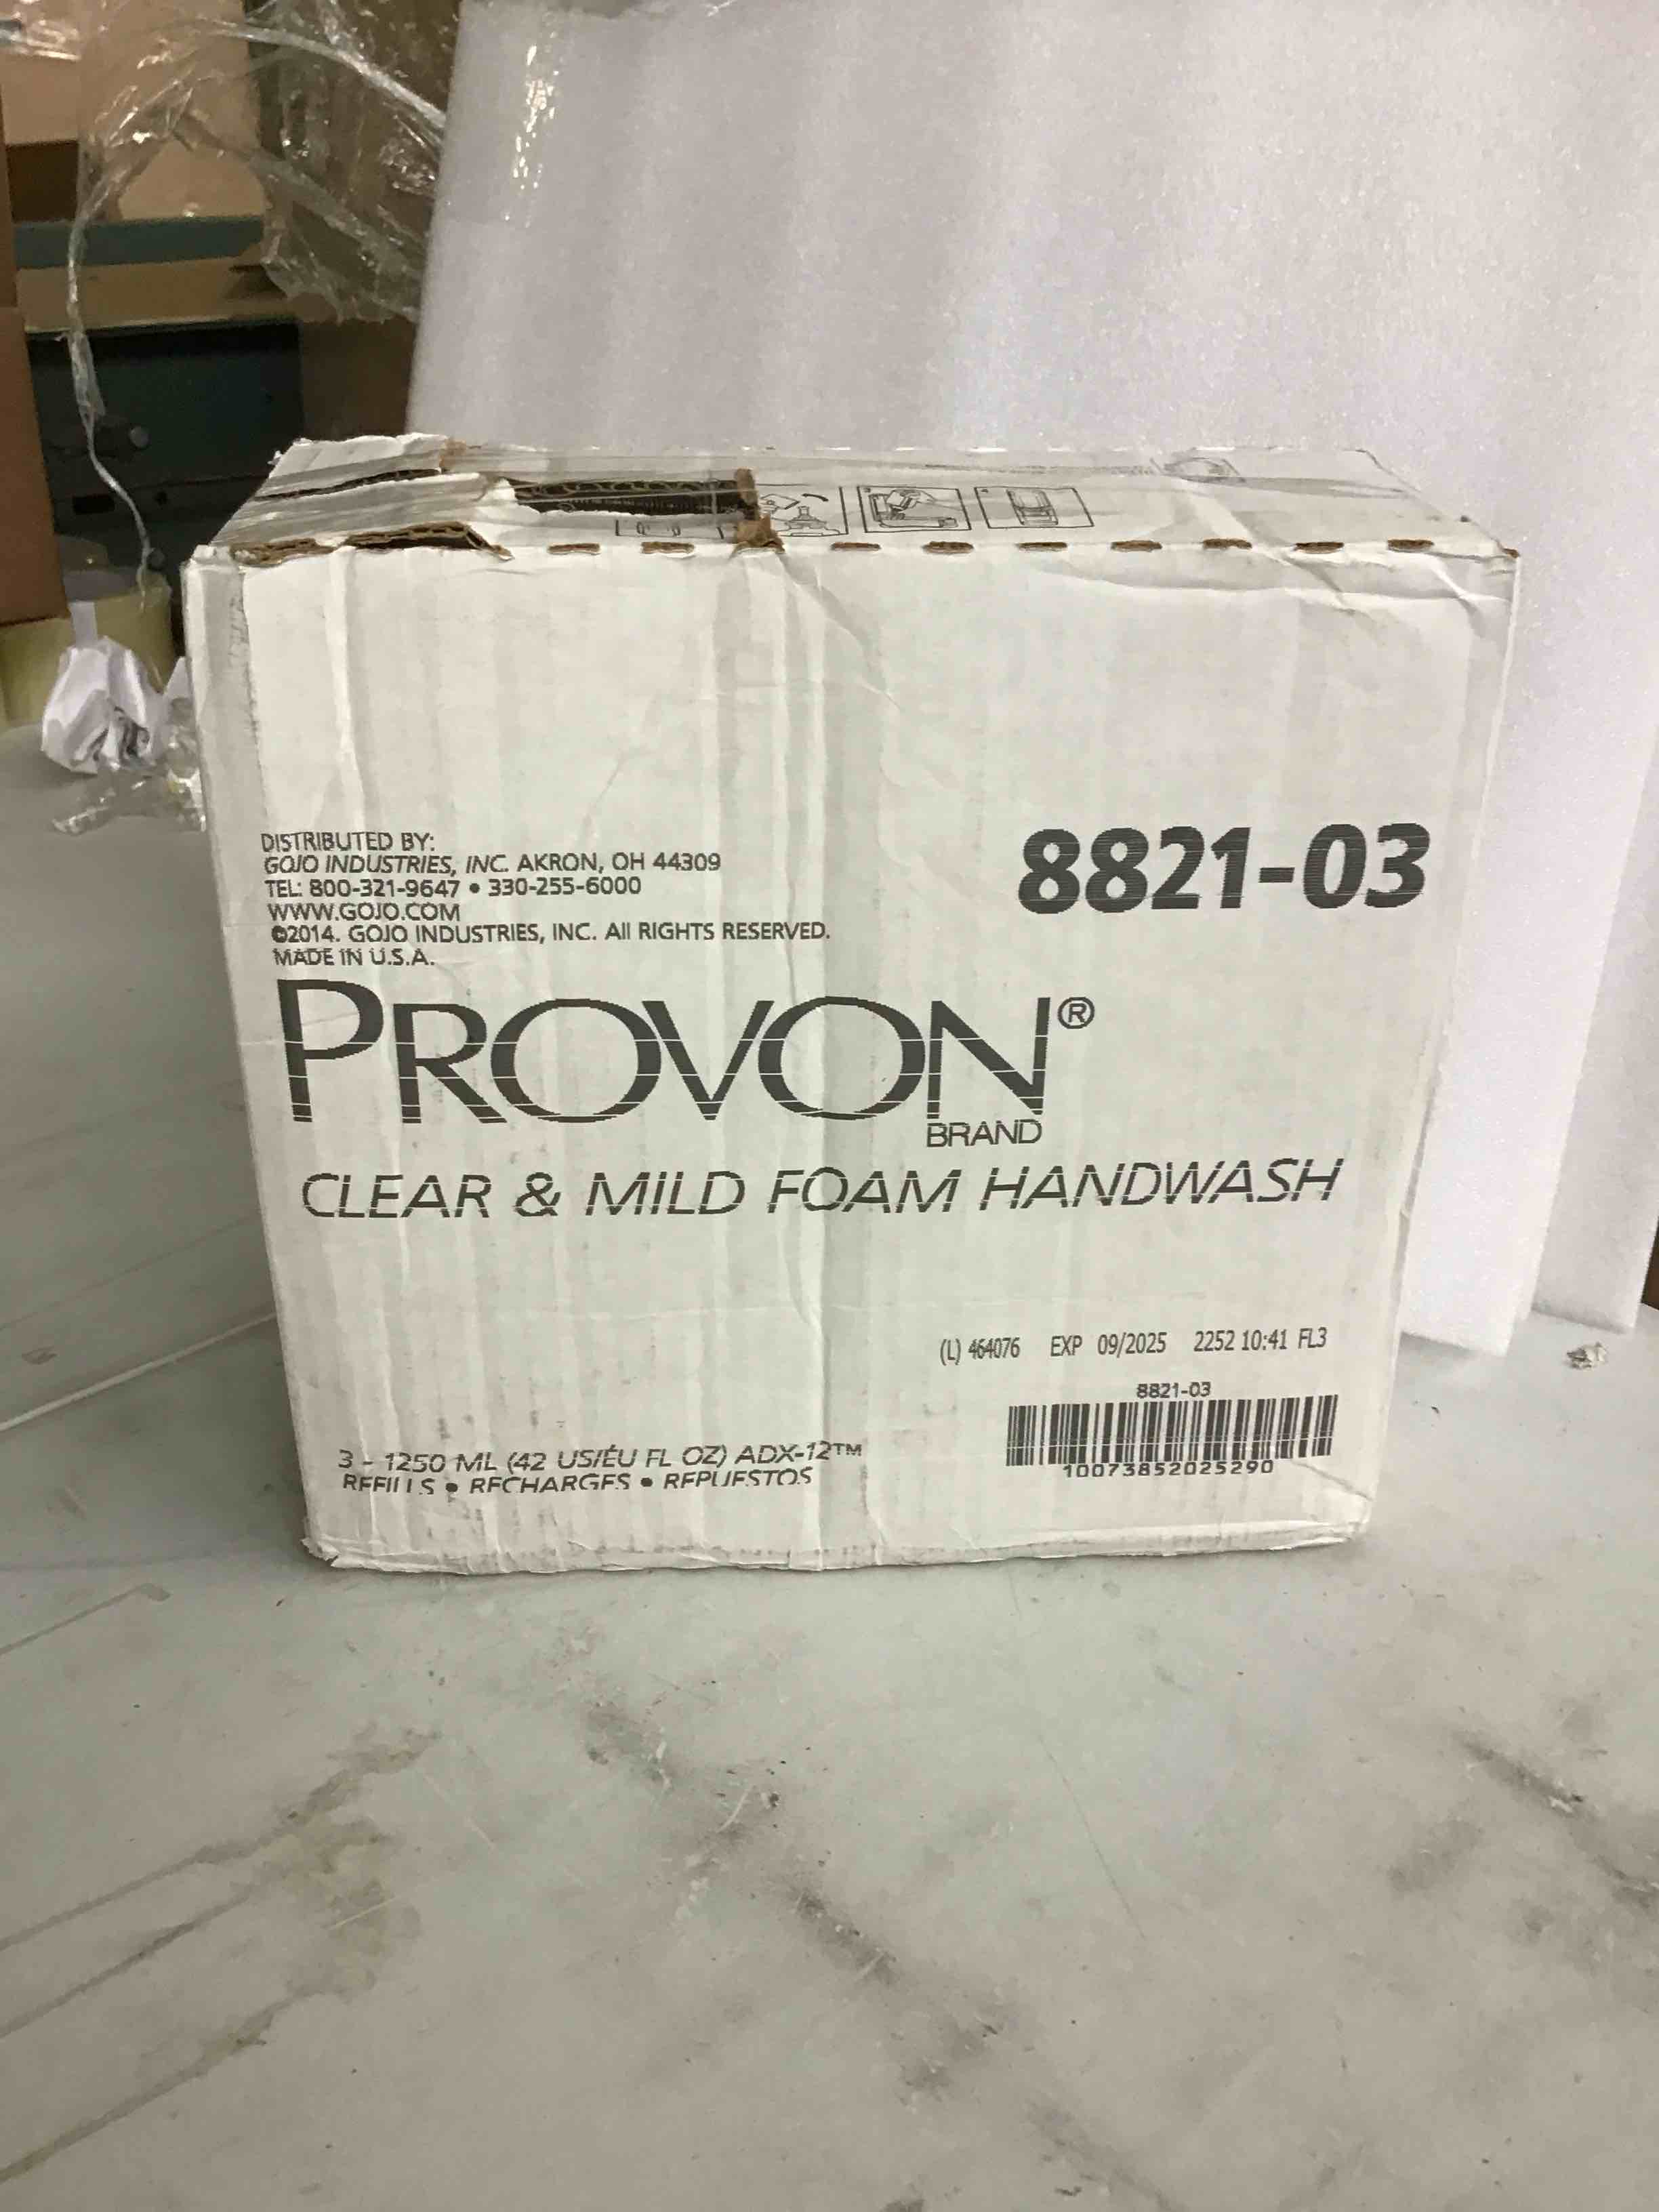 DISTRIBUTED BY:
GOJO INDUSTRIES, INC. AKRON, OH 44309
TEL: 800-321-9647 • 330-255-6000
WWW.GOJO.COM
©2014. GOJO INDUSTRIES, INC. All RIGHTS RESERVED.
MADE IN U.S.A.
8821-03
PROVON®
BRAND
CLEAR & MILD FOAM HANDWASH
(L) 464076 EXP 09/2025 2252 10:41 FL3
8821-03
10073852025290
3 - 1250 ML (42 US/ÉU FL OZ) ADX-12™
REFILLS • RECHARGES • REPUESTOS